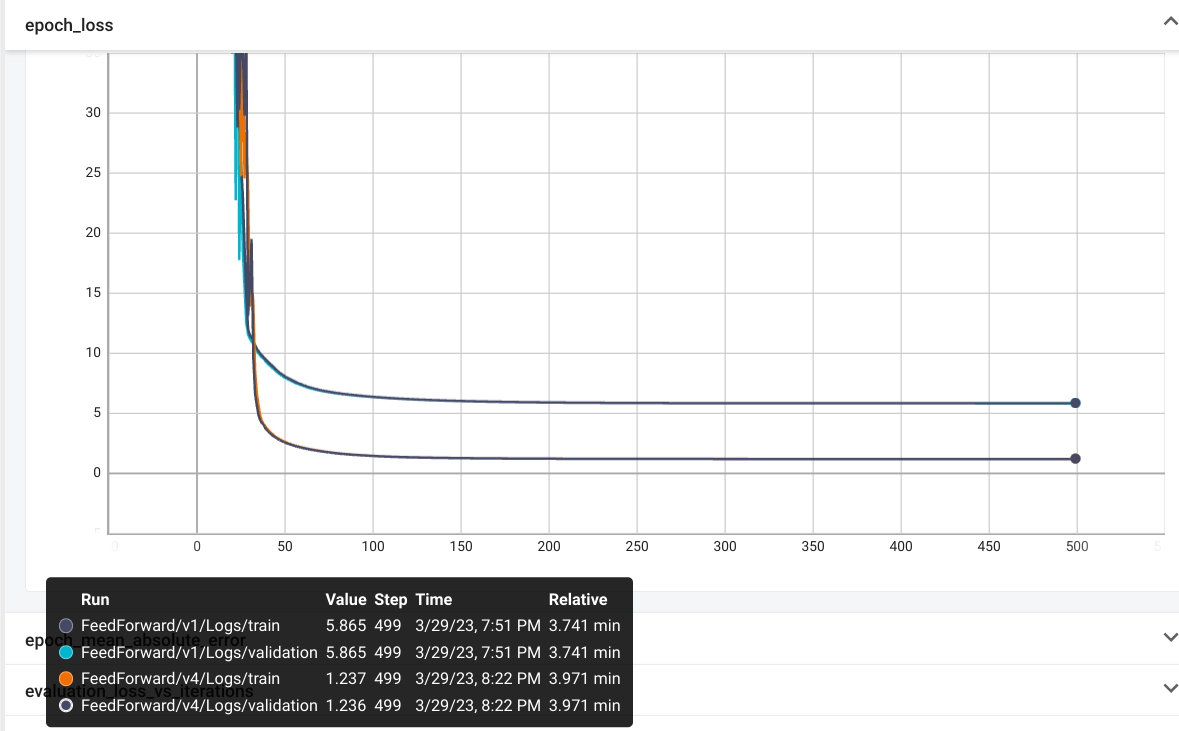 epoch_loss
30
25
20
15
10
5
0
0 50 100 150 200 250 300 350 400 450 500
Run Value Step Time Relative
FeedForward/v1/Logs/train 5.865 499 3/29/23, 7:51 PM 3.741 min
epoch_mean_absolute_error
FeedForward/v1/Logs/validation 5.865 499 3/29/23, 7:51 PM 3.741 min
FeedForward/v4/Logs/train 1.237 499 3/29/23, 8:22 PM 3.971 min
evaluation_loss_vs_iterations
FeedForward/v4/Logs/validation 1.236 499 3/29/23, 8:22 PM 3.971 min